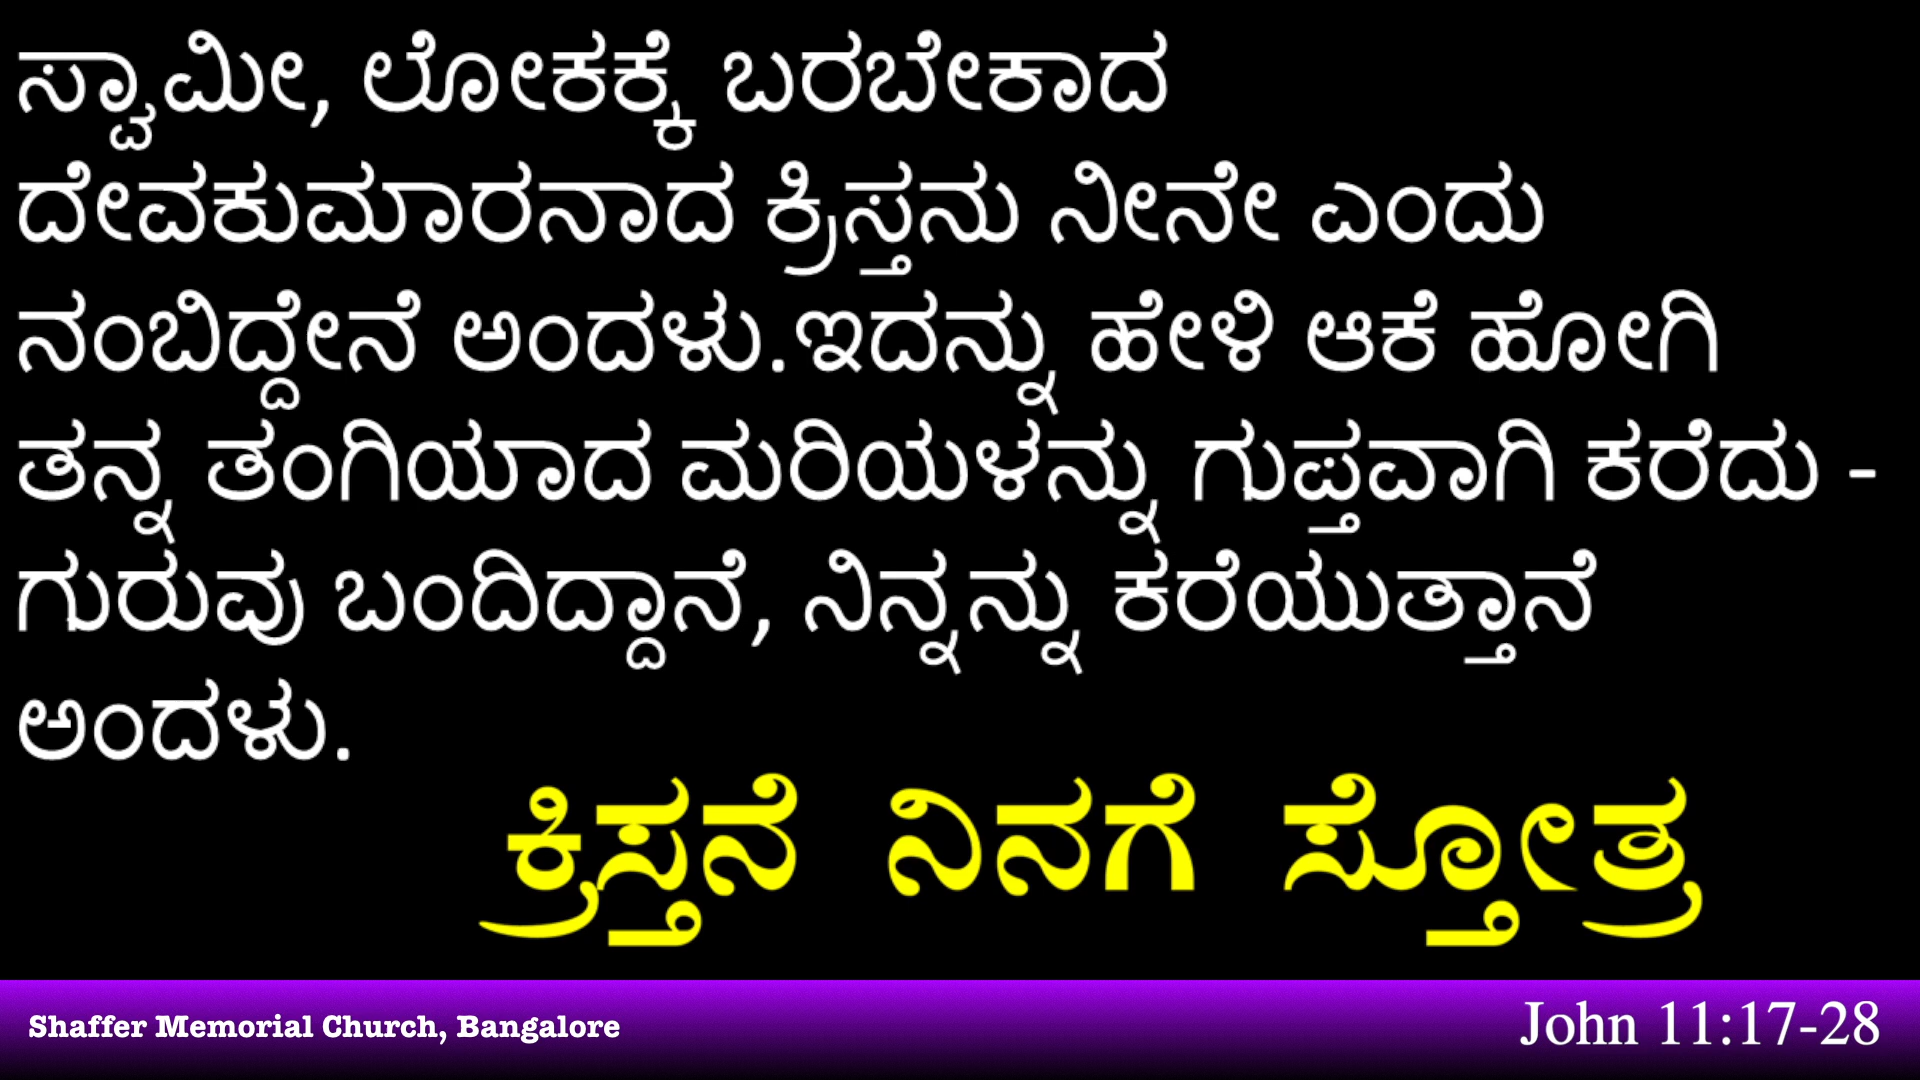 ಸ್ವಾಮೀ, ಲೋಕಕ್ಕೆ ಬರಬೇಕಾದ
ದೇವಕುಮಾರನಾದ ಕ್ರಿಸ್ತನು ನೀನೇ ಎಂದು
ನಂಬಿದ್ದೇನೆ ಅಂದಳು.ಇದನ್ನು ಹೇಳಿ ಆಕೆ ಹೋಗಿ
ತನ್ನ ತಂಗಿಯಾದ ಮರಿಯಳನ್ನು ಗುಪ್ತವಾಗಿ ಕರೆದು -
ಗುರುವು ಬಂದಿದ್ದಾನೆ, ನಿನ್ನನ್ನು ಕರೆಯುತ್ತಾನೆ
ಅಂದಳು.
ಕ್ರಿಸ್ತನೆ ನಿನಗೆ ಸ್ತೋತ್ರ
Shaffer Memorial Church, Bangalore
John 11:17-28